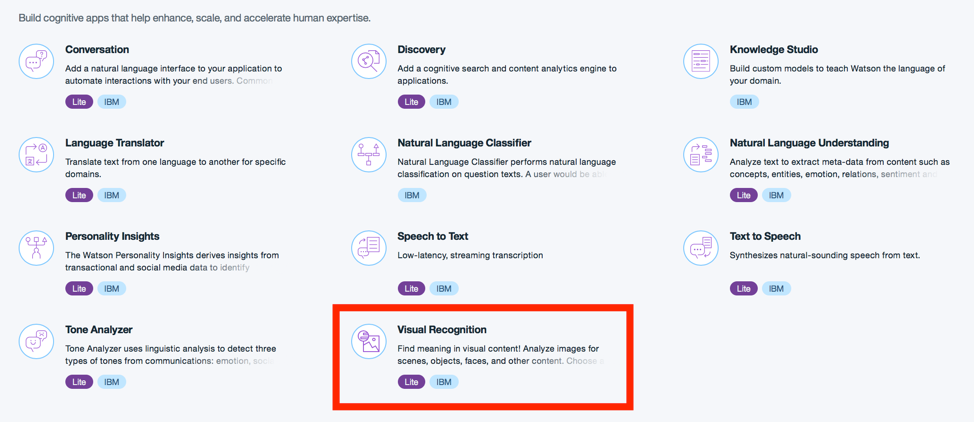 Build cognitive apps that help enhance, scale, and accelerate human expertise.
Conversation
Add a natural language interface to your application to
automate interactions with your end users. Common
Lite IBM
Discovery
Add a cognitive search and content analytics engine to
applications.
Lite IBM
Knowledge Studio
Build custom models to teach Watson the language of
your domain.
IBM
Language Translator
Translate text from one language to another for specific
domains.
Lite IBM
Natural Language Classifier
Natural Language Classifier performs natural language
classification on question texts. A user would be
IBM
Natural Language Understanding
Analyze text to extract meta-data from content such as
concepts, entities, emotion, relations, sentiment and
Lite IBM
Personality Insights
The Watson Personality Insights derives insights from
transactional and social media data to identify
Lite IBM
Speech to Text
Low-latency, streaming transcription
Lite IBM
Text to Speech
Synthesizes natural-sounding speech from text.
Lite IBM
Tone Analyzer
Tone Analyzer uses linguistic analysis to detect three
types of tones from communications: emotion,
Lite IBM
Visual Recognition
Find meaning in visual content! Analyze images for
scenes, objects, faces, and other content. Choose
Lite IBM